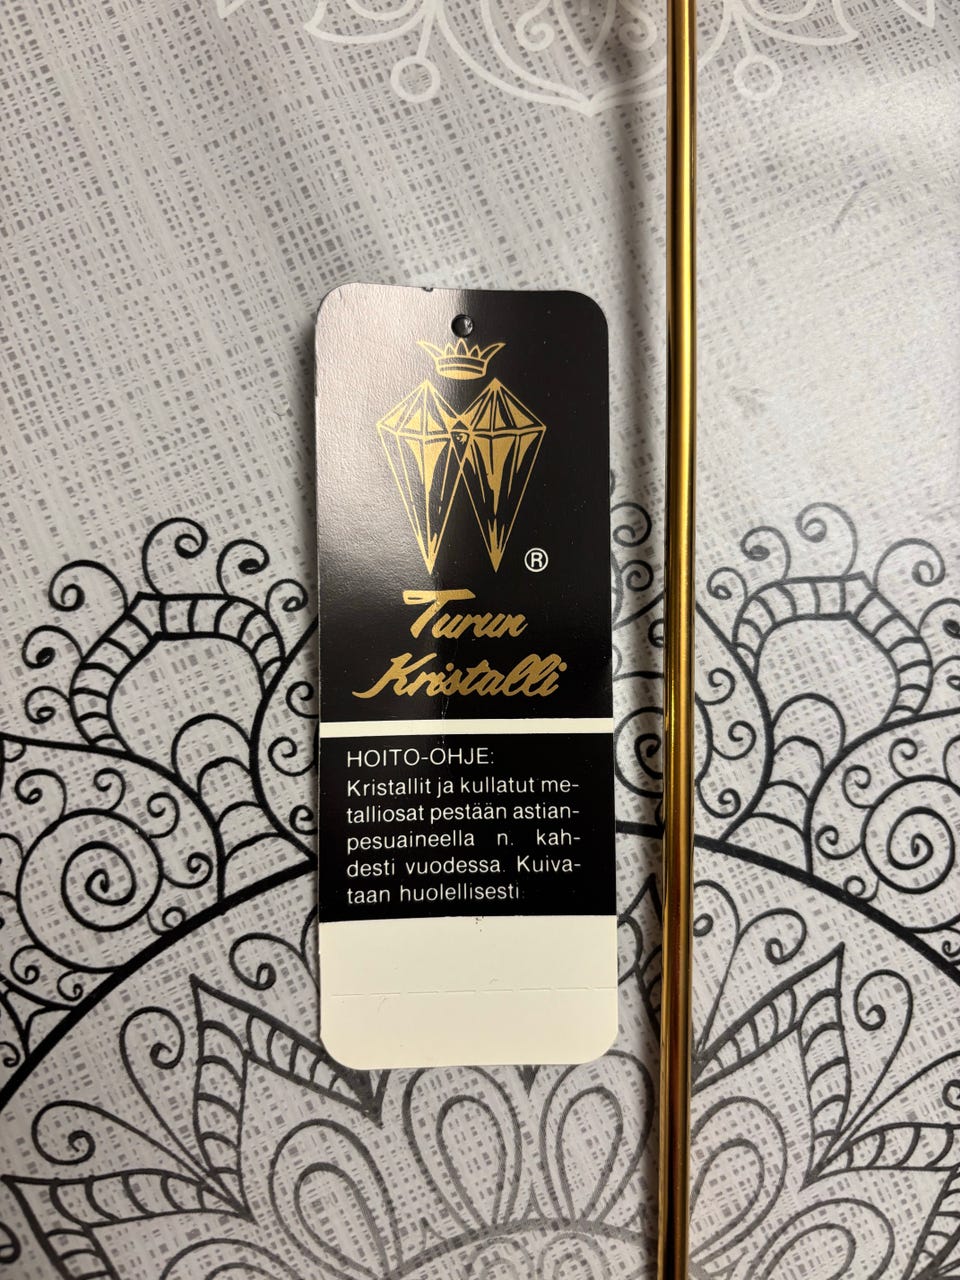 ®
Turun
Kristalli
HOITO-OHJE:
Kristallit ja kullatut me-
talliosat pestään astian-
pesuaineella n. kah-
desti vuodessa. Kuiva-
taan huolellisesti.